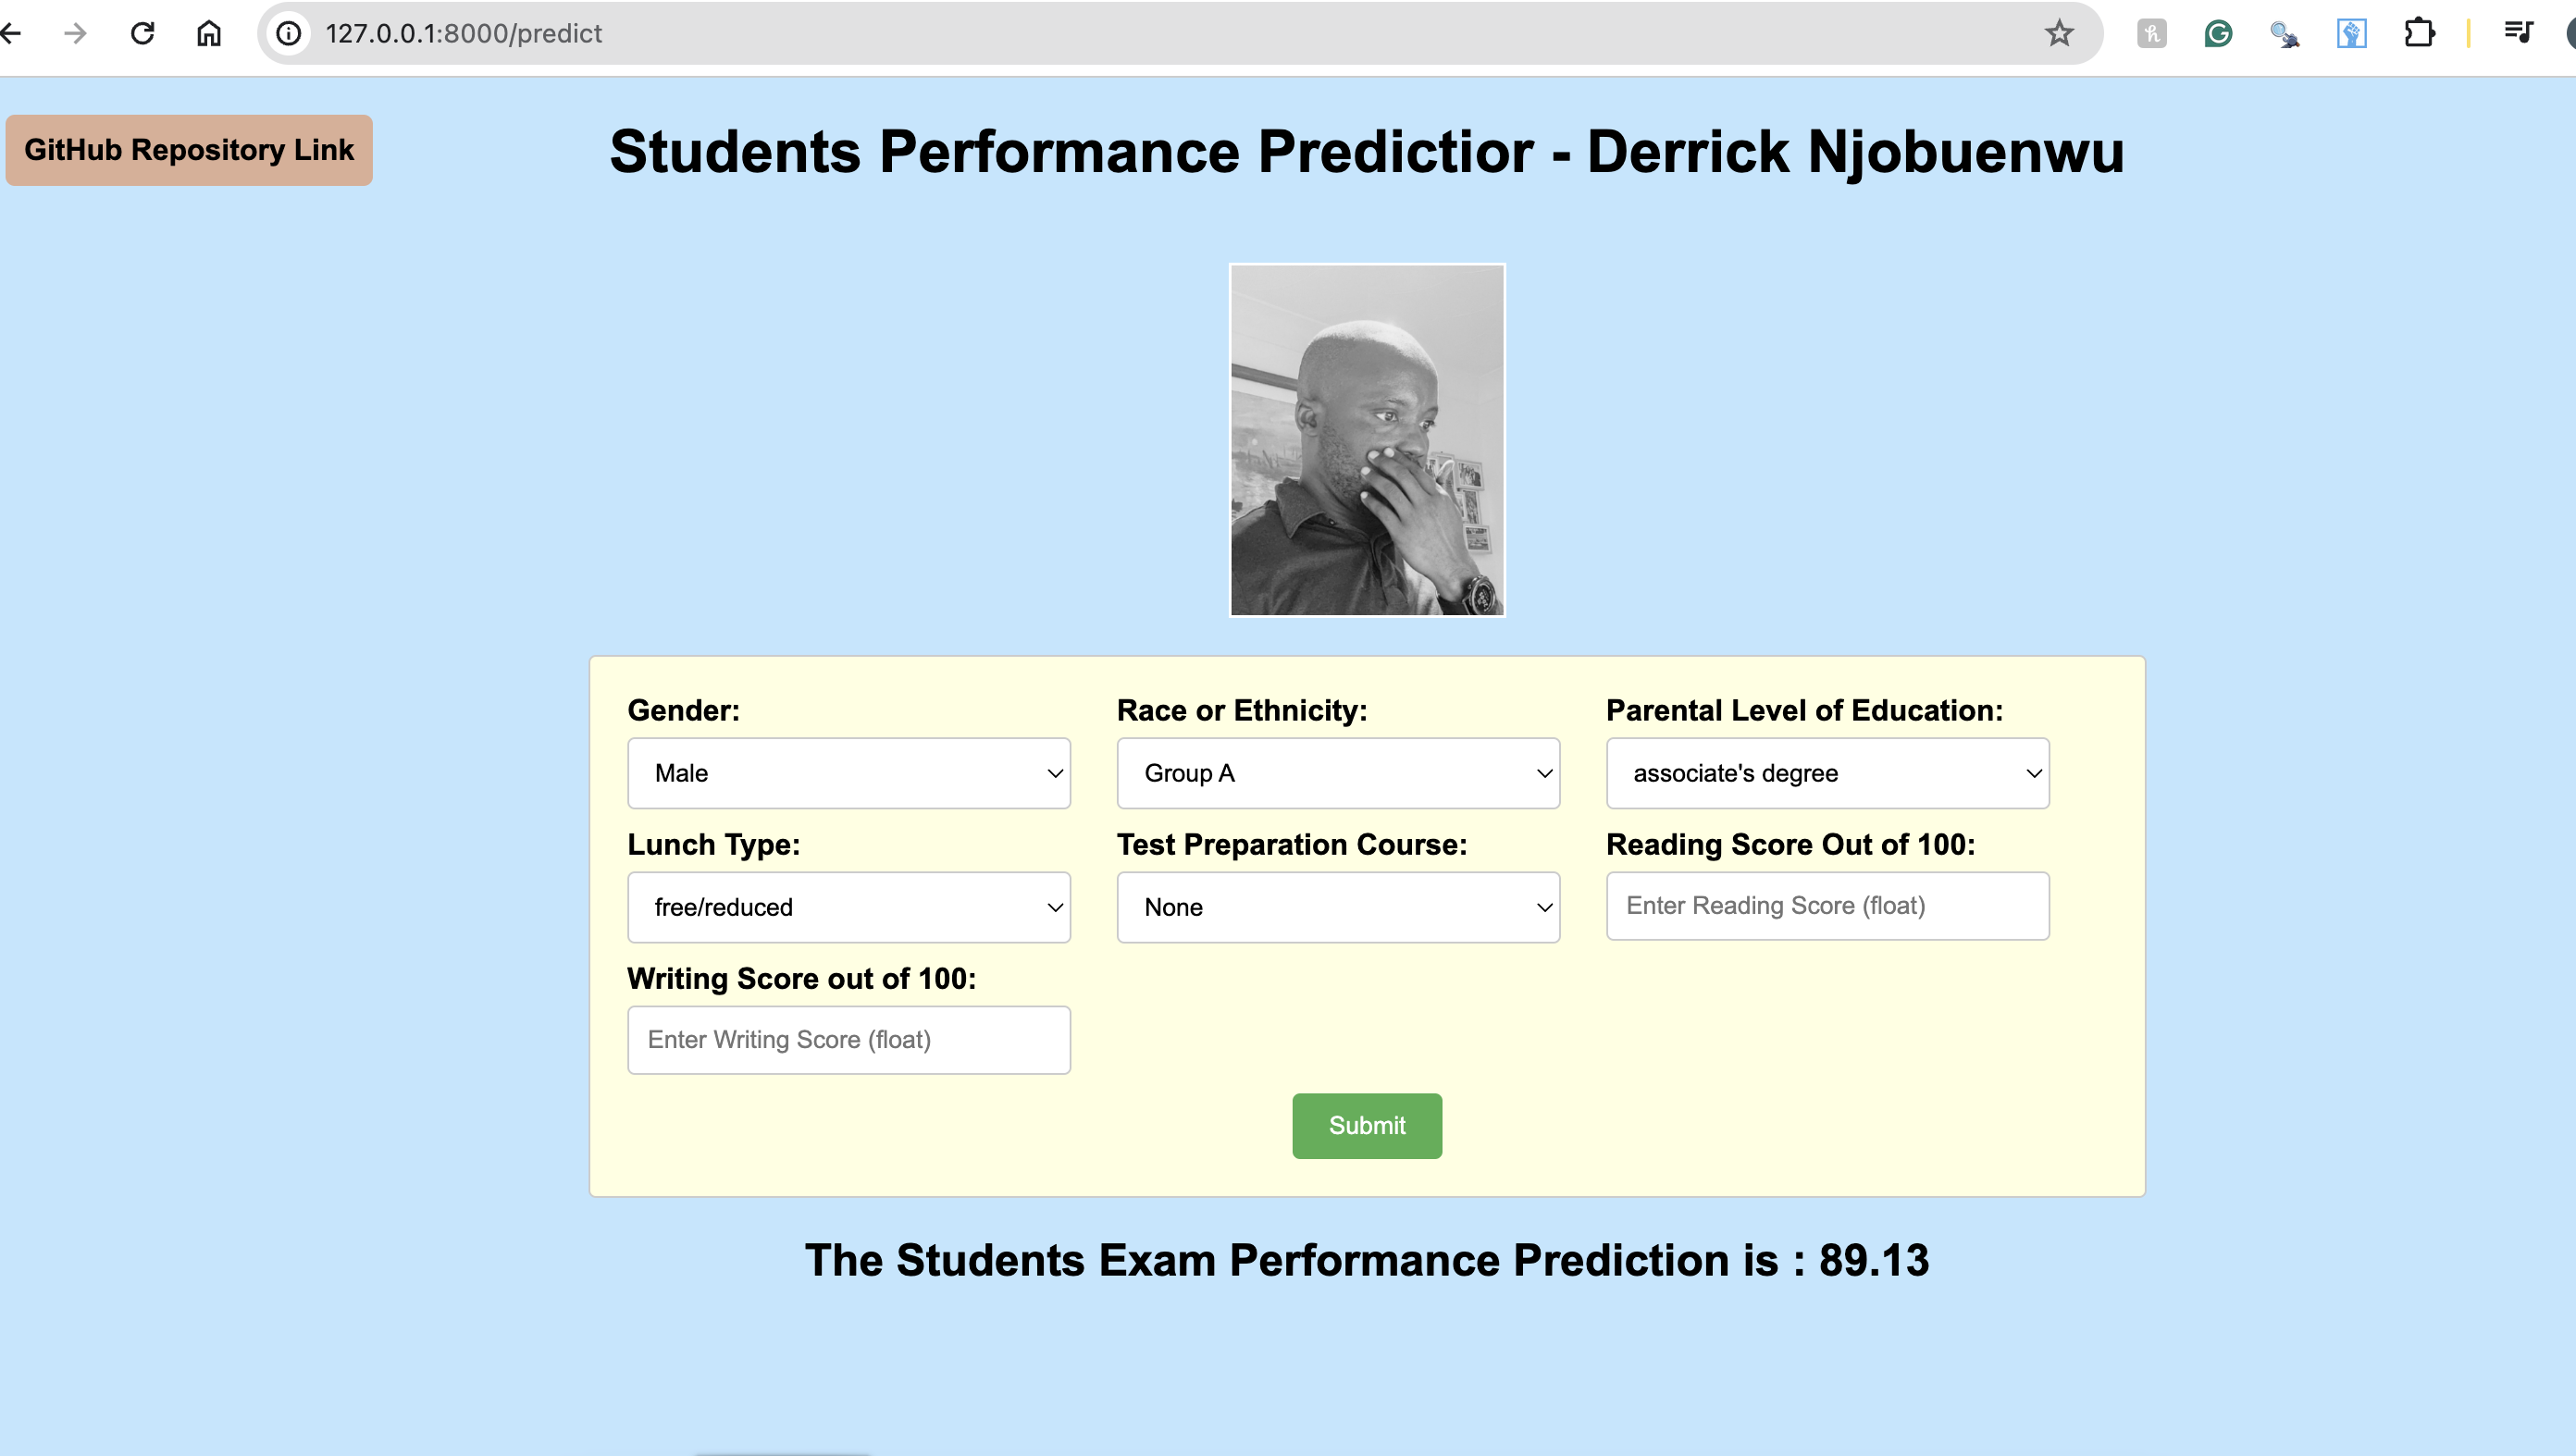 127.0.0.1:8000/predict
GitHub Repository Link
Students Performance Predictior - Derrick Njobuenwu
Gender: Race or Ethnicity: Parental Level of Education:
Male Group A associate's degree
Lunch Type: Test Preparation Course: Reading Score Out of 100:
free/reduced None Enter Reading Score (float)
Writing Score out of 100:
Enter Writing Score (float)
Submit
The Students Exam Performance Prediction is : 89.13